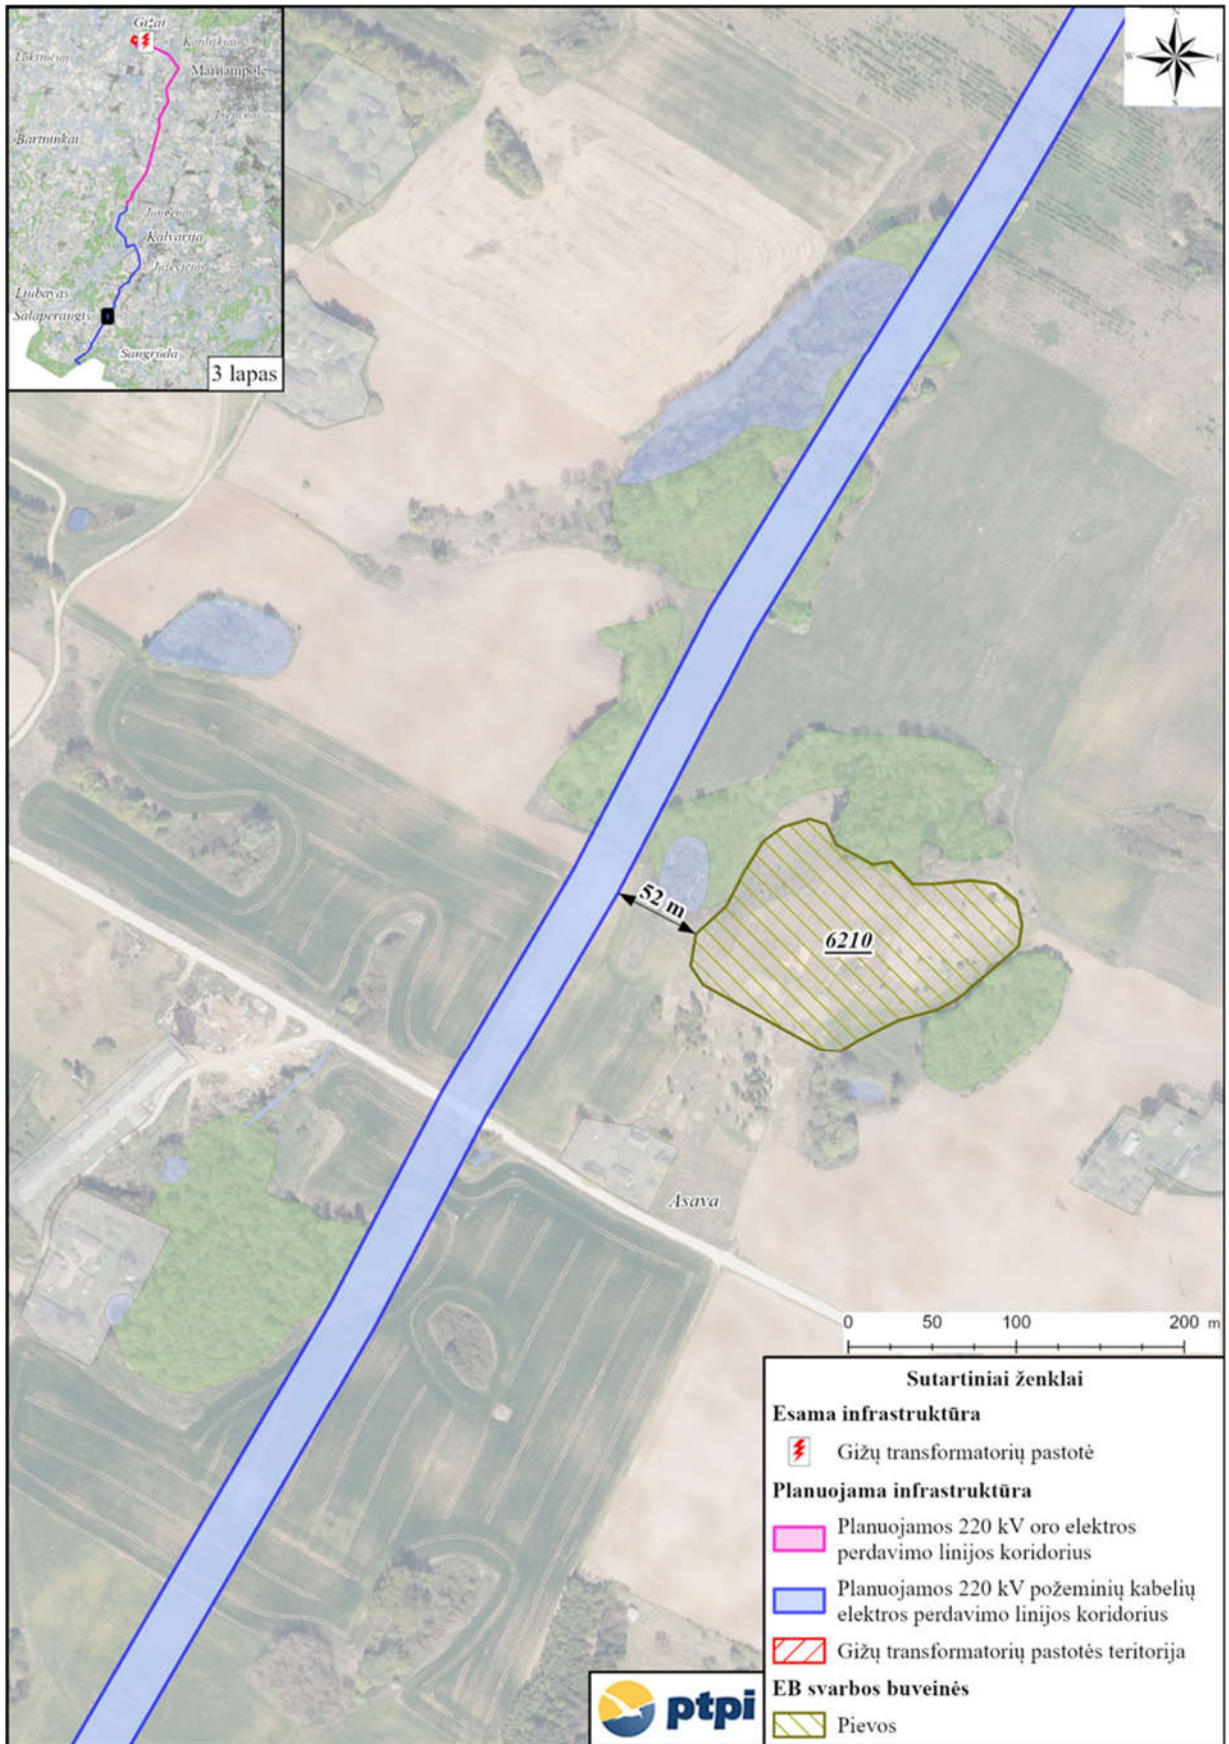 Gižai
Marijampolė
Bartninkai
Kalvarija
Liubavas
Salaperaugis
Sangrūda
3 lapas
N
W
E
S
52 m
6210
Asava
0 50 100 200 m
Sutartiniai ženklai
Esama infrastruktūra
Gižų transformatorių pastotė
Planuojama infrastruktūra
Planuojamos 220 kV oro elektros
perdavimo linijos koridorius
Planuojamos 220 kV požeminių kabelių
elektros perdavimo linijos koridorius
Gižų transformatorių pastotės teritorija
EB svarbos buveinės
Pievos
ptpi